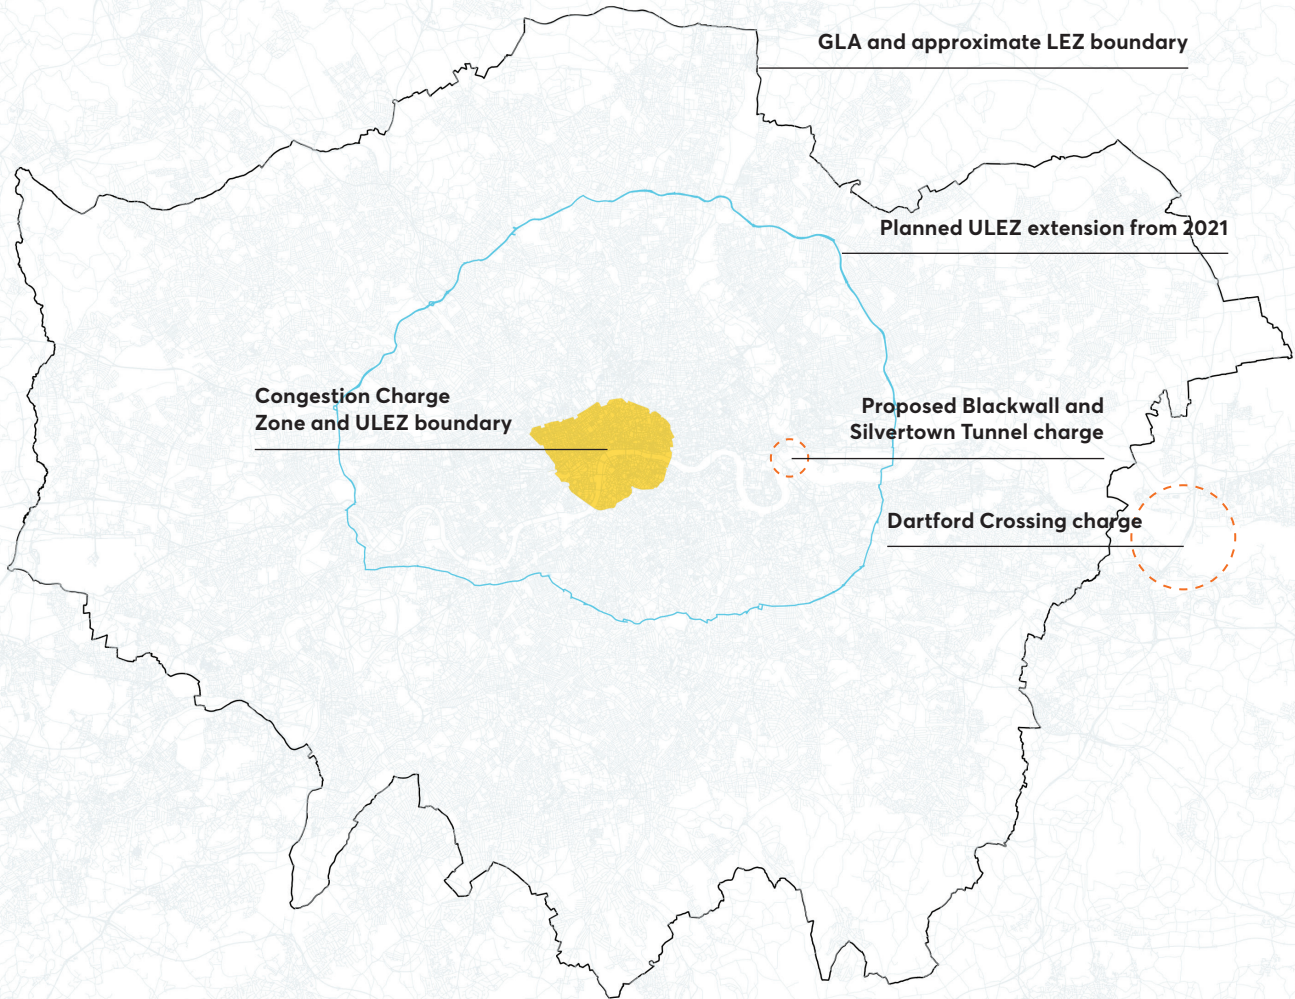 GLA and approximate LEZ boundary
Planned ULEZ extension from 2021
Congestion Charge
Zone and ULEZ boundary
Proposed Blackwall and
Silvertown Tunnel charge
Dartford Crossing charge